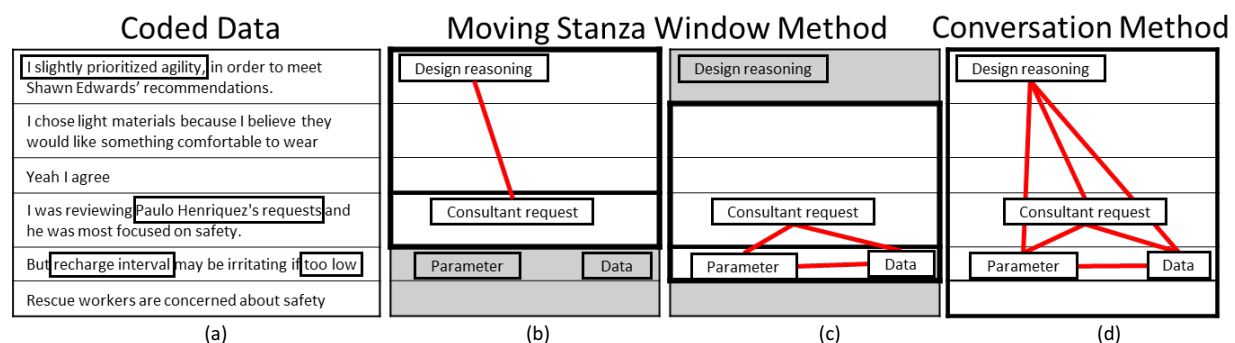 Coded Data
Moving Stanza Window Method
Conversation Method
I slightly prioritized agility, in order to meet
Shawn Edwards’ recommendations.
I chose light materials because I believe they
would like something comfortable to wear
Yeah I agree
I was reviewing Paulo Henriquez's requests and
he was most focused on safety.
But recharge interval may be irritating if too low
Rescue workers are concerned about safety
(a)
Design reasoning
Consultant request
Parameter Data
(b)
Design reasoning
Consultant request
Parameter Data
(c)
Design reasoning
Consultant request
Parameter Data
(d)